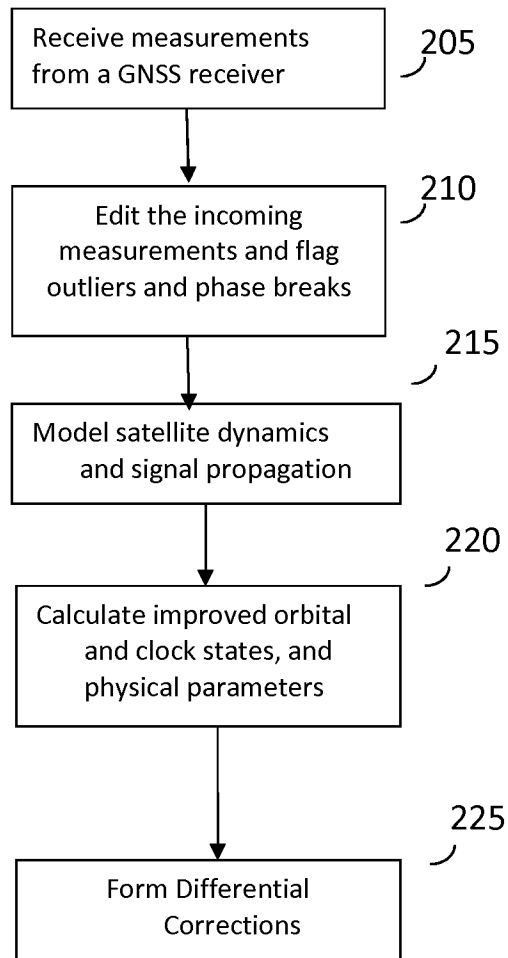 Receive measurements
from a GNSS receiver
205
210
Edit the incoming
measurements and flag
outliers and phase breaks
215
Model satellite dynamics
and signal propagation
220
Calculate improved orbital
and clock states, and
physical parameters
225
Form Differential
Corrections